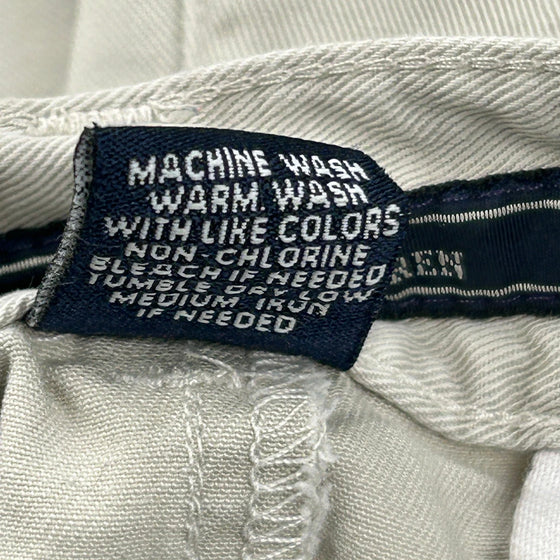 MACHINE WASH
WARM. WASH
WITH LIKE COLORS
NON-CHLORINE
BLEACH IF NEEDED
TUMBLE DRY LOW
MEDIUM IRON
IF NEEDED